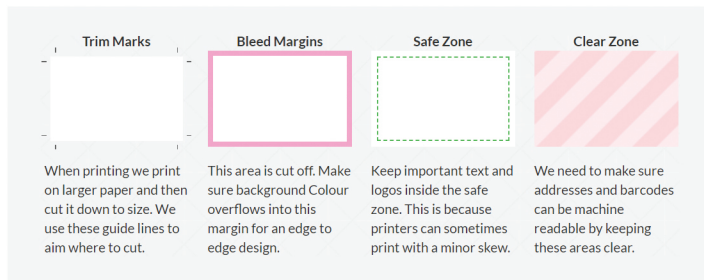 Trim Marks
When printing we print
on larger paper and then
cut it down to size. We
use these guide lines to
aim where to cut.
Bleed Margins
This area is cut off. Make
sure background Colour
overflows into this
margin for an edge to
edge design.
Safe Zone
Keep important text and
logos inside the safe
zone. This is because
printers can sometimes
print with a minor skew.
Clear Zone
We need to make sure
addresses and barcodes
can be machine
readable by keeping
these areas clear.